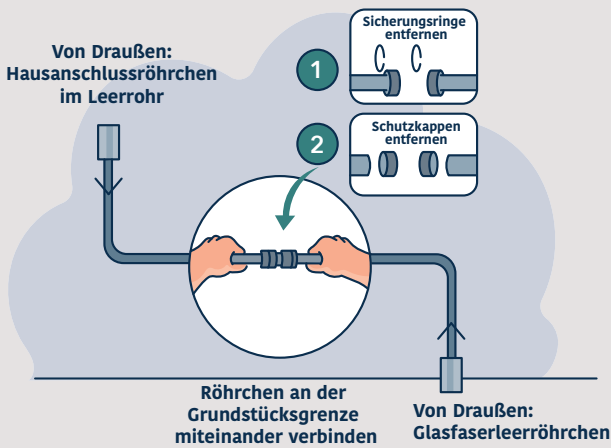 Von Draußen:
Hausanschlussröhrchen
im Leerrohr
1
Sicherungsringe
entfernen
2
Schutzkappen
entfernen
Röhrchen an der
Grundstücksgrenze
miteinander verbinden
Von Draußen:
Glasfaserleerröhrchen